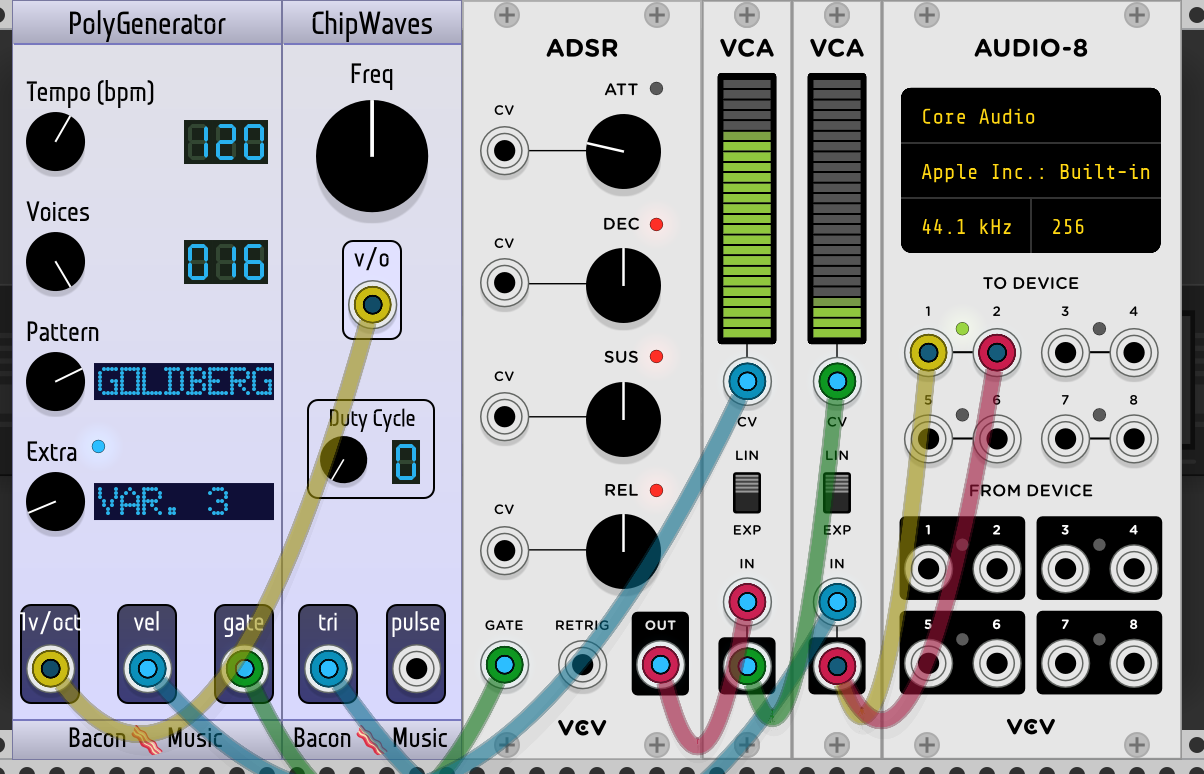 PolyGenerator
Tempo (bpm)
120
Voices
016
Pattern
GOLDBERG
Extra
VAR. 3
1v/oct vel gate
Bacon Music
ChipWaves
Freq
v/o
Duty Cycle
0
tri pulse
Bacon Music
ADSR
ATT
CV
DEC
CV
SUS
CV
REL
CV
GATE RETRIG OUT
VCV
VCA
CV
LIN
EXP
IN
VCA
CV
LIN
EXP
IN
AUDIO-8
Core Audio
Apple Inc.: Built-in
44.1 kHz 256
TO DEVICE
1 2 3 4
5 6 7 8
FROM DEVICE
1 2 3 4
5 6 7 8
VCV